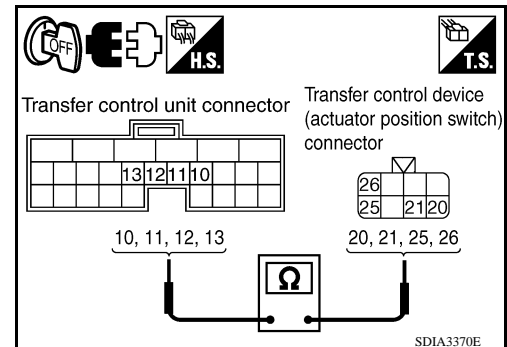 OFF
H.S.
T.S.
Transfer control unit connector
Transfer control device
(actuator position switch)
connector
13 12 11 10
26
25 21 20
10, 11, 12, 13
20, 21, 25, 26
Ω
SDIA3370E